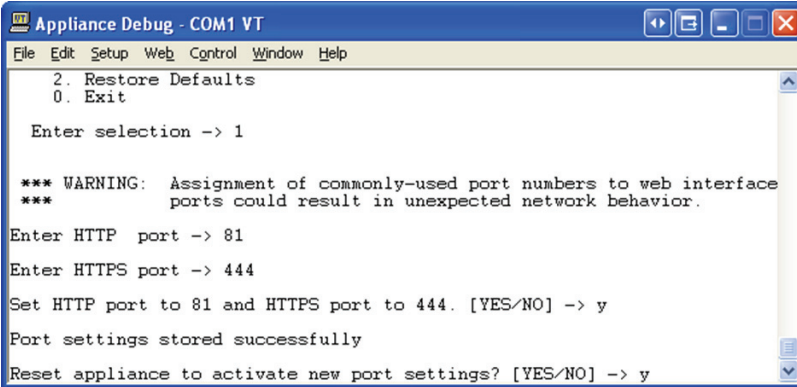 Appliance Debug - COM1 VT
File Edit Setup Web Control Window Help
2. Restore Defaults
0. Exit
Enter selection -> 1
*** WARNING: Assignment of commonly-used port numbers to web interface
*** ports could result in unexpected network behavior.
Enter HTTP port -> 81
Enter HTTPS port -> 444
Set HTTP port to 81 and HTTPS port to 444. [YES/NO] -> y
Port settings stored successfully
Reset appliance to activate new port settings? [YES/NO] -> y